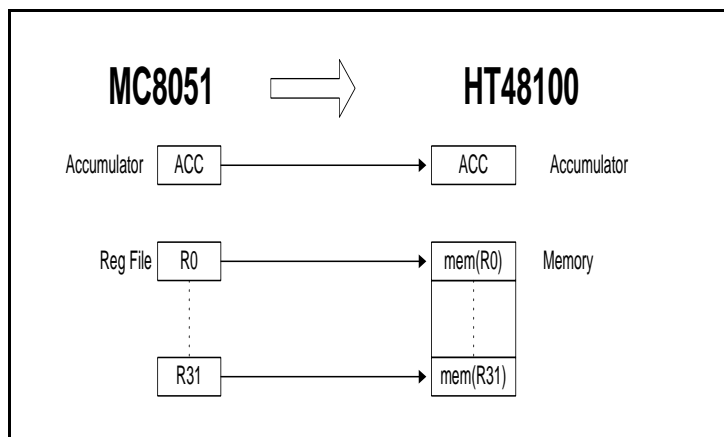 MC8051 HT48100
Accumulator ACC ACC Accumulator
Reg File R0 mem(R0) Memory
R31 mem(R31)